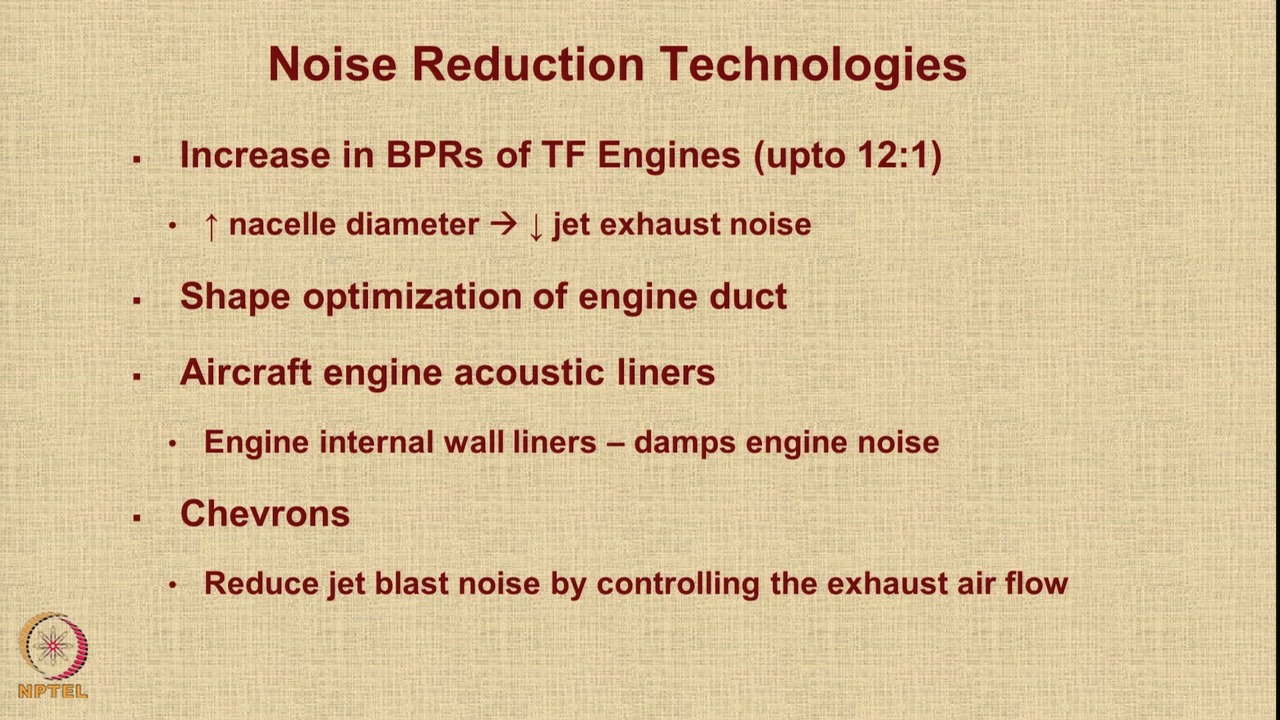 Noise Reduction Technologies
▪ Increase in BPRs of TF Engines (upto 12:1)
• ↑ nacelle diameter → ↓ jet exhaust noise
▪ Shape optimization of engine duct
▪ Aircraft engine acoustic liners
• Engine internal wall liners – damps engine noise
▪ Chevrons
• Reduce jet blast noise by controlling the exhaust air flow
NPTEL